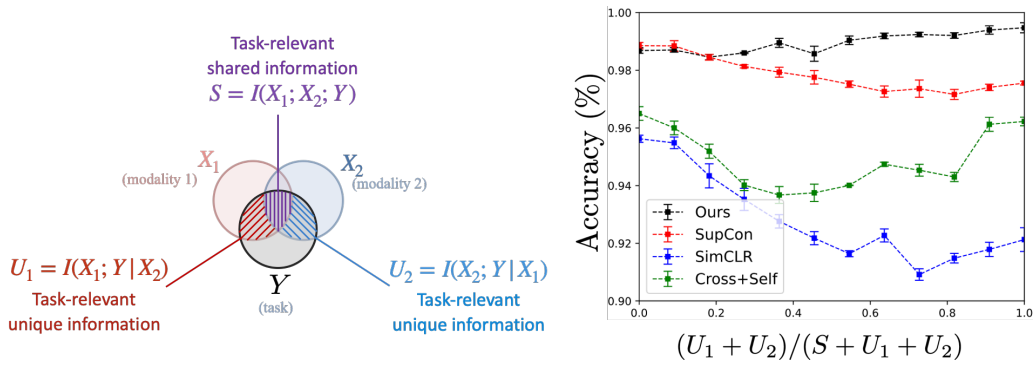 Task-relevant
shared information
S = I(X₁; X₂; Y)
X₁
(modality 1)
X₂
(modality 2)
U₁ = I(X₁; Y | X₂)
Task-relevant
unique information
Y
(task)
U₂ = I(X₂; Y | X₁)
Task-relevant
unique information
Accuracy (%)
1.00
0.98
0.96
0.94
0.92
0.90
Ours
SupCon
SimCLR
Cross+Self
0.0 0.2 0.4 0.6 0.8 1.0
(U₁ + U₂)/(S + U₁ + U₂)